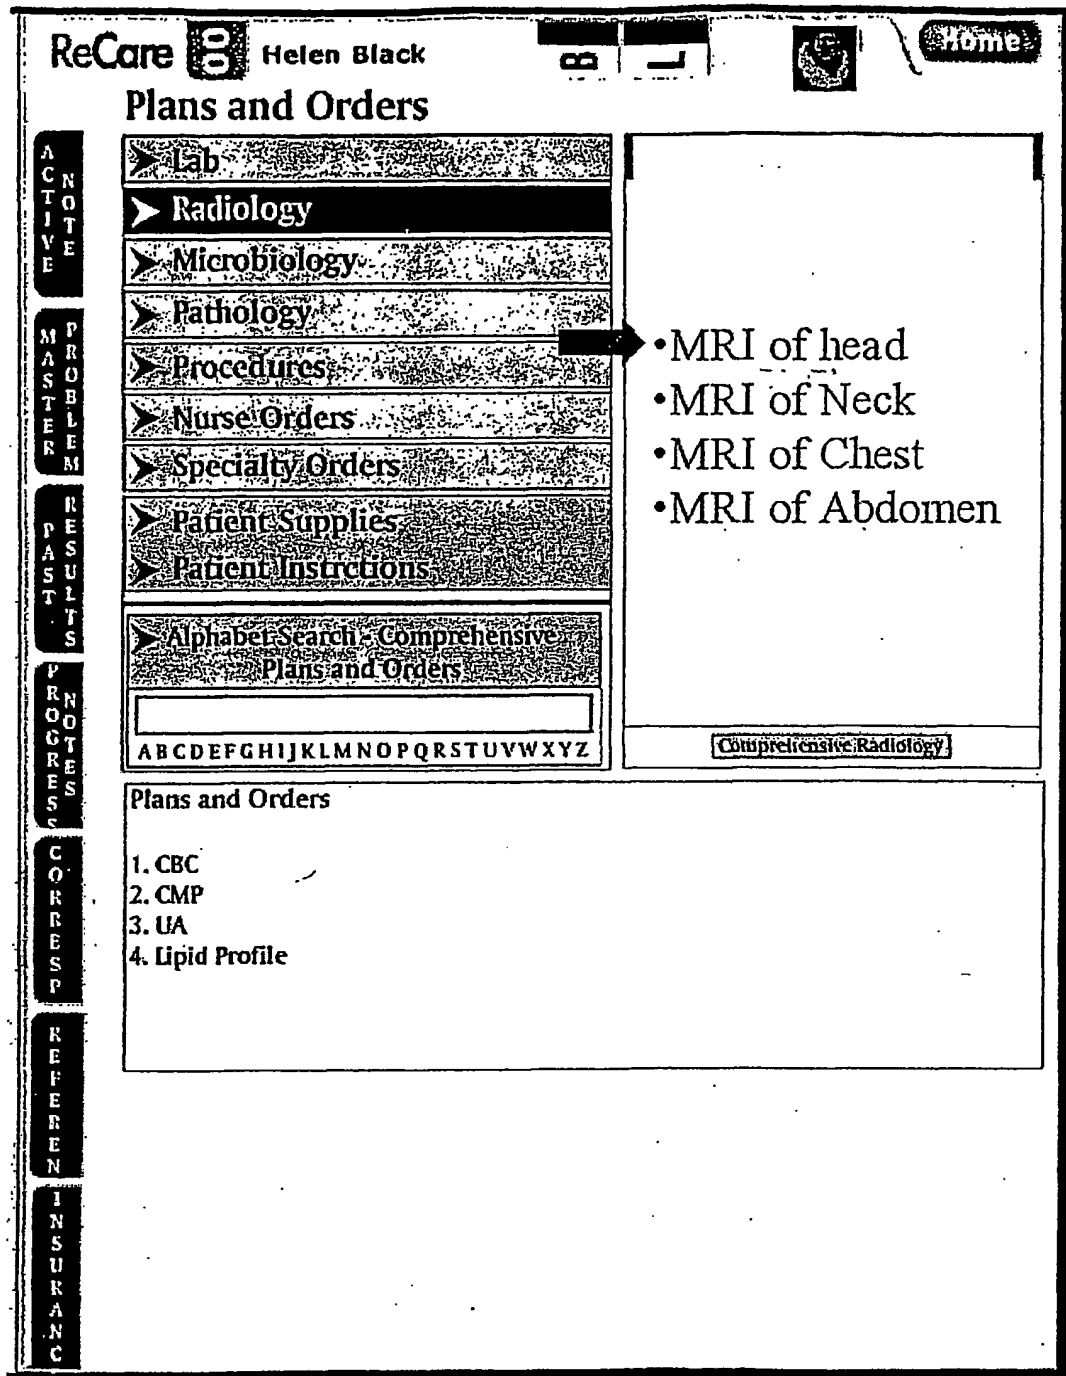 ReCare
Helen Black
B L
Home
Plans and Orders
Lab
Radiology
Microbiology
Pathology
Procedures
Nurse Orders
Specialty Orders
Patient Supplies
Patient Instrctions
Alphabet Search - Comprehensive
Plans and Orders
A B C D E F G H I J K L M N O P Q R S T U V W X Y Z
•MRI of head
•MRI of Neck
•MRI of Chest
•MRI of Abdomen
Comprehensive Radiology
Plans and Orders
1. CBC
2. CMP
3. UA
4. Lipid Profile
ACTIVE
NOTE
MASTER
PROBLEM
PAST
RESULTS
PROGRESS
NOTES
CORRESP
REFEREN
INSURANC